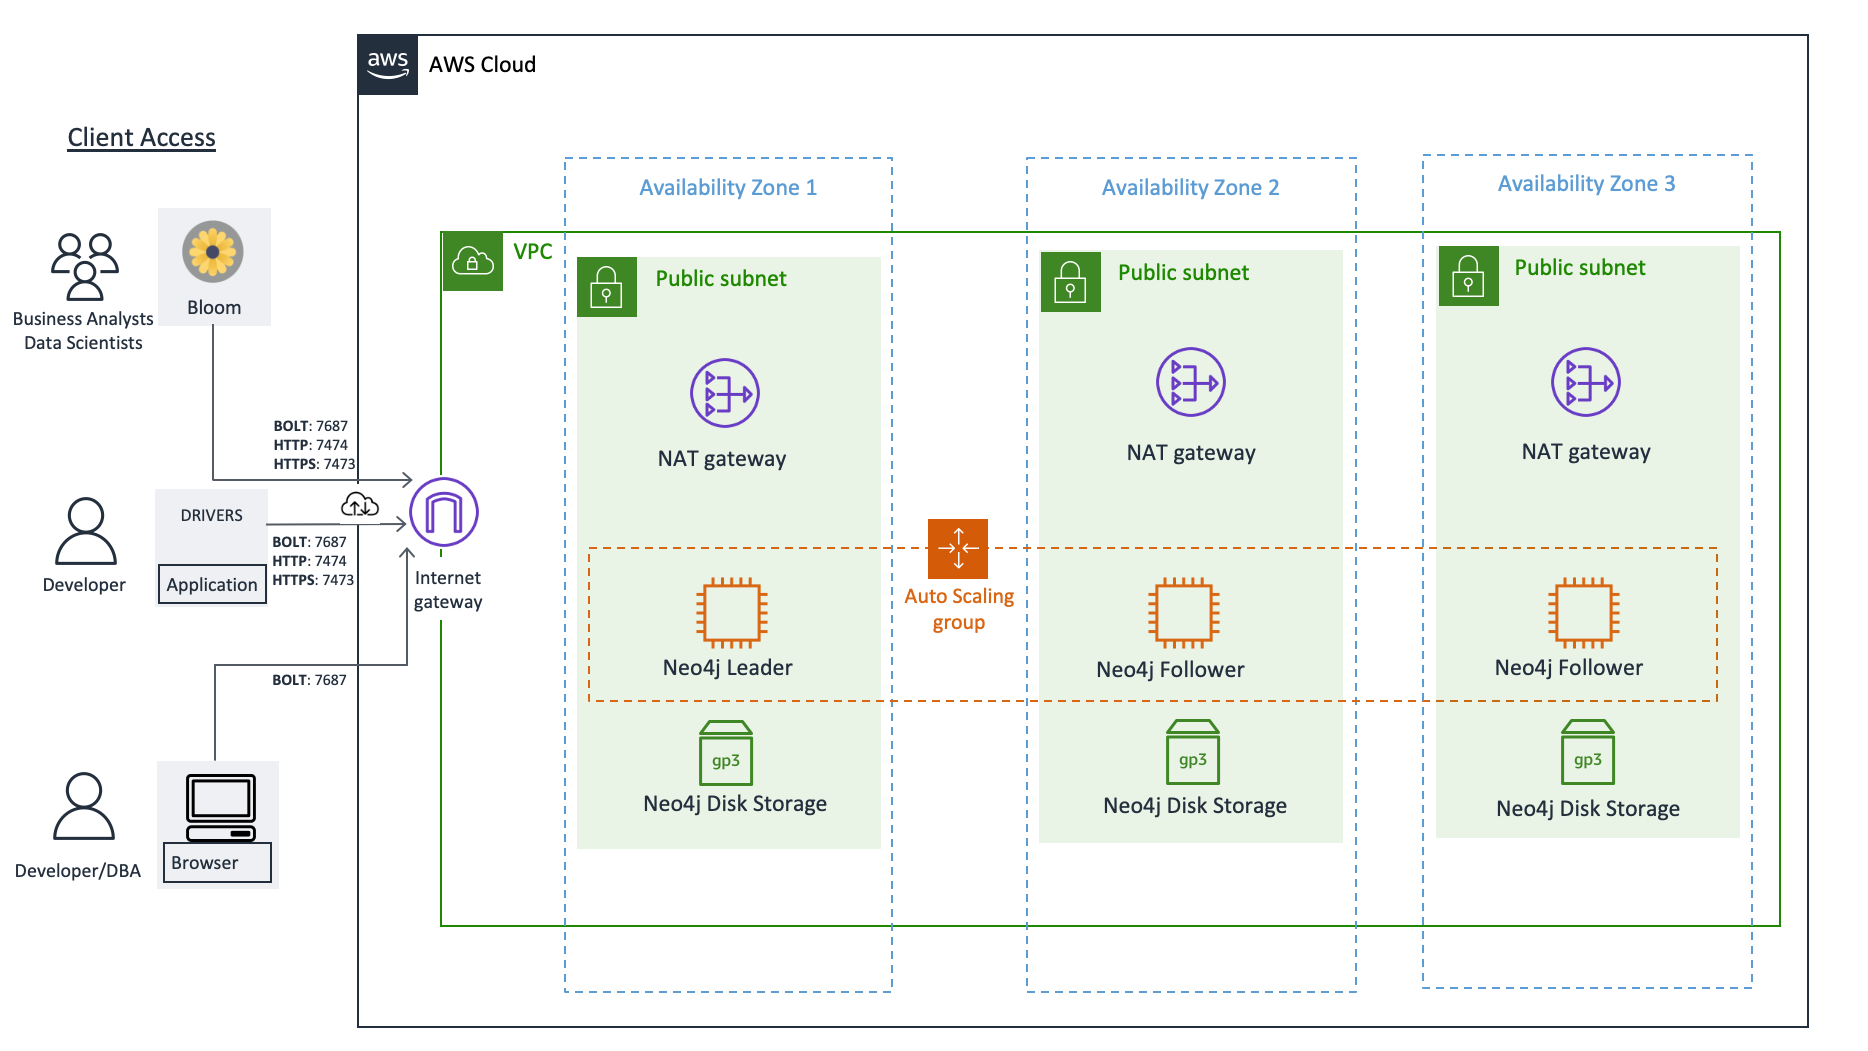 aws
AWS Cloud
Client Access
Bloom
Business Analysts
Data Scientists
BOLT: 7687
HTTP: 7474
HTTPS: 7473
DRIVERS
Application
Developer
BOLT: 7687
HTTP: 7474
HTTPS: 7473
Internet
gateway
BOLT: 7687
Browser
Developer/DBA
VPC
Availability Zone 1
Public subnet
NAT gateway
Neo4j Leader
gp3
Neo4j Disk Storage
Auto Scaling
group
Availability Zone 2
Public subnet
NAT gateway
Neo4j Follower
gp3
Neo4j Disk Storage
Availability Zone 3
Public subnet
NAT gateway
Neo4j Follower
gp3
Neo4j Disk Storage